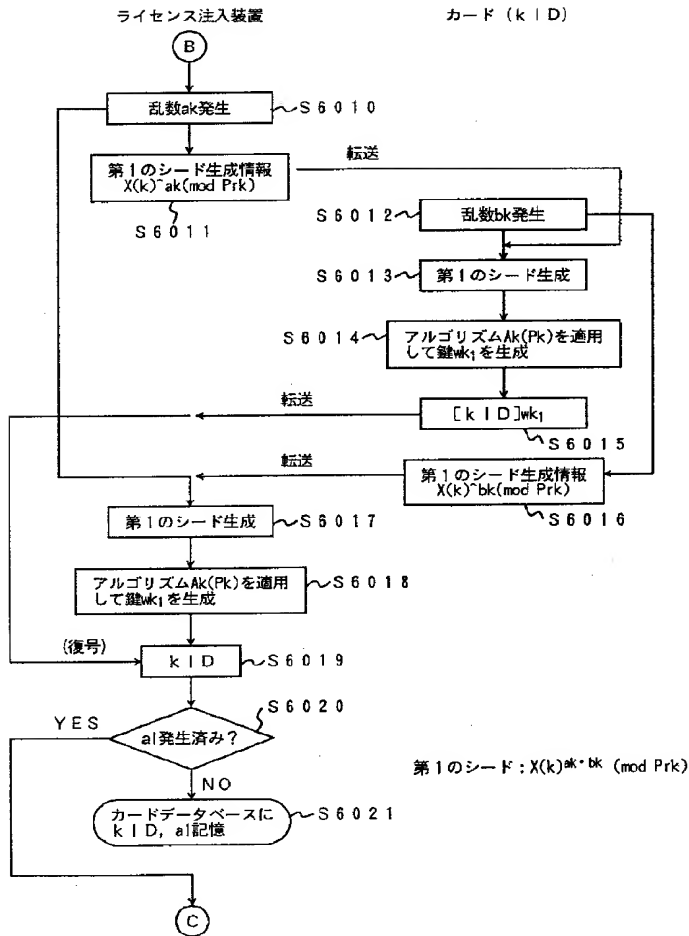 ライセンス注入装置
カード(kID)
B
乱数ak発生
S6010
第1のシード生成情報
X(k)^ak(mod Prk)
S6011
転送
S6012
乱数bk発生
S6013
第1のシード生成
S6014
アルゴリズムAk(Pk)を適用
して鍵wk1を生成
転送
[kID]wk1
S6015
転送
第1のシード生成情報
X(k)^bk(mod Prk)
S6016
第1のシード生成
S6017
アルゴリズムAk(Pk)を適用
して鍵wk1を生成
S6018
(復号)
kID
S6019
S6020
YES
al発生済み?
第1のシード:X(k)ak・bk (mod Prk)
NO
カードデータベースに
kID, al記憶
S6021
C